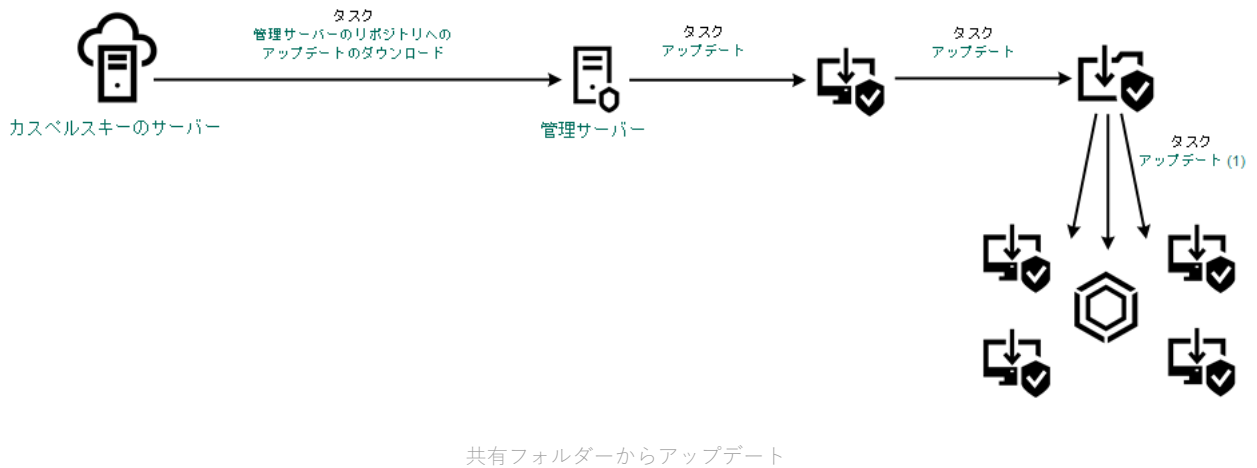 タスク
管理サーバーのリポジトリへの
アップデートのダウンロード
タスク
アップデート
タスク
アップデート
カスペルスキーのサーバー
管理サーバー
タスク
アップデート (1)
共有フォルダーからアップデート